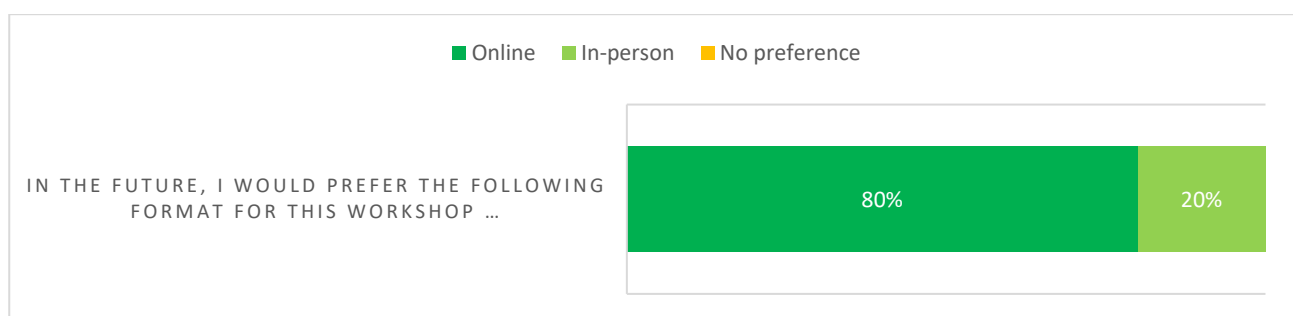 Online In-person No preference
IN THE FUTURE, I WOULD PREFER THE FOLLOWING
FORMAT FOR THIS WORKSHOP …
80% 20%